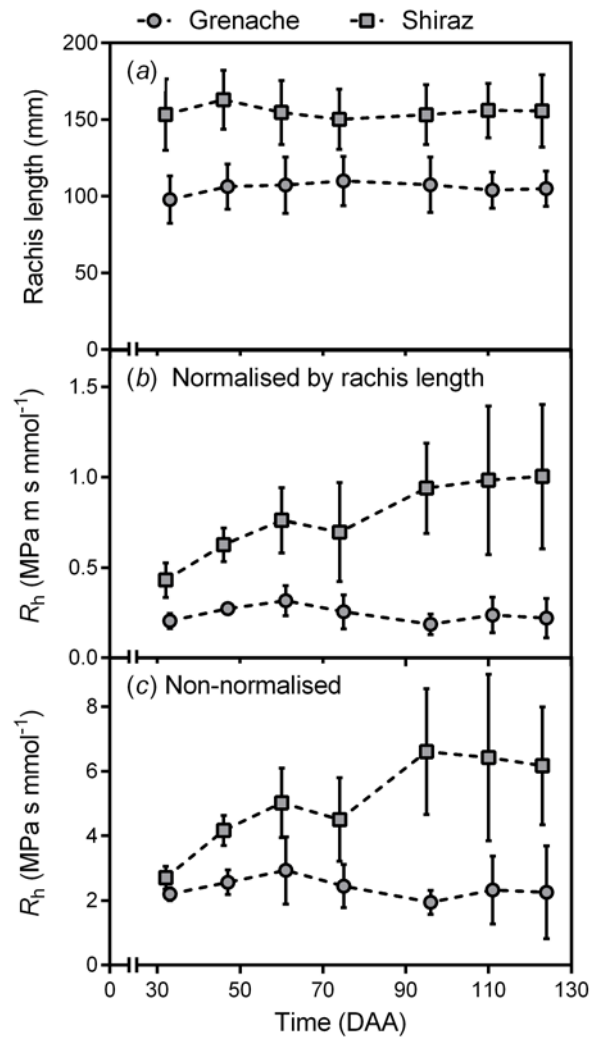 Grenache Shiraz
(a)
200
150
100
50
0
Rachis length (mm)
(b) Normalised by rachis length
1.5
1.0
0.5
0.0
Rh (MPa m s mmol-1)
(c) Non-normalised
8
6
4
2
0
Rh (MPa s mmol-1)
0 30 50 70 90 110 130
Time (DAA)